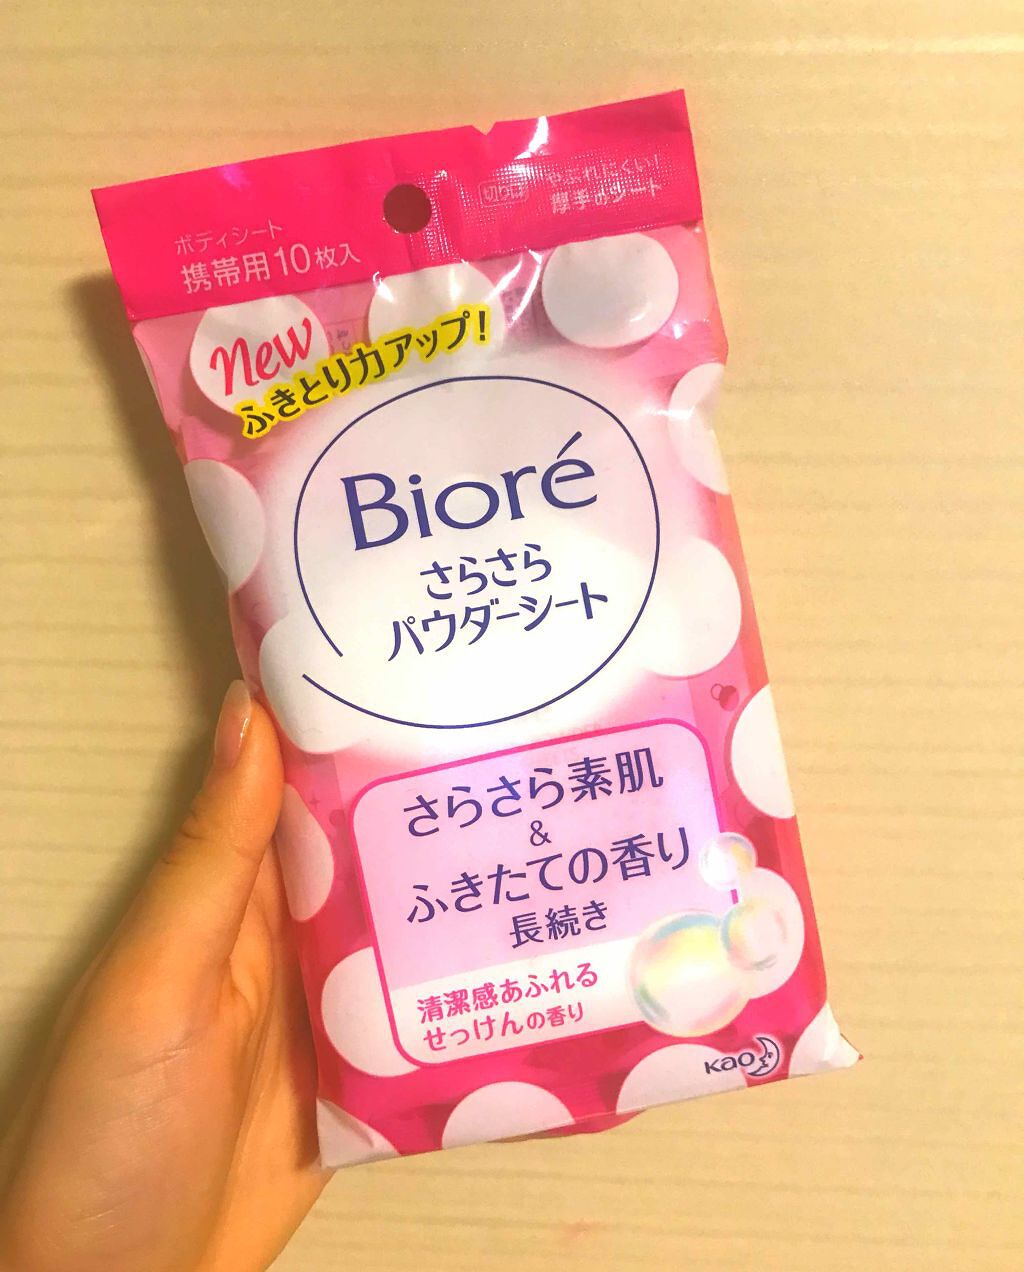 ボディシート
携帯用10枚入
切り口
やぶれにくい!
厚手のシート
New
ふきとり力アップ!
Bioré
さらさら
パウダーシート
さらさら素肌
&
ふきたての香り
長続き
清潔感あふれる
せっけんの香り
Kao